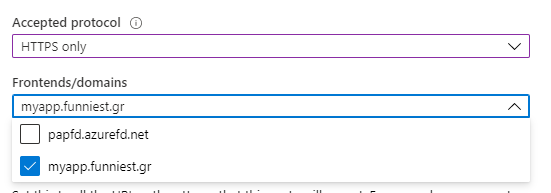 Accepted protocol
HTTPS only
Frontends/domains
myapp.funniest.gr
papfd.azurefd.net
myapp.funniest.gr